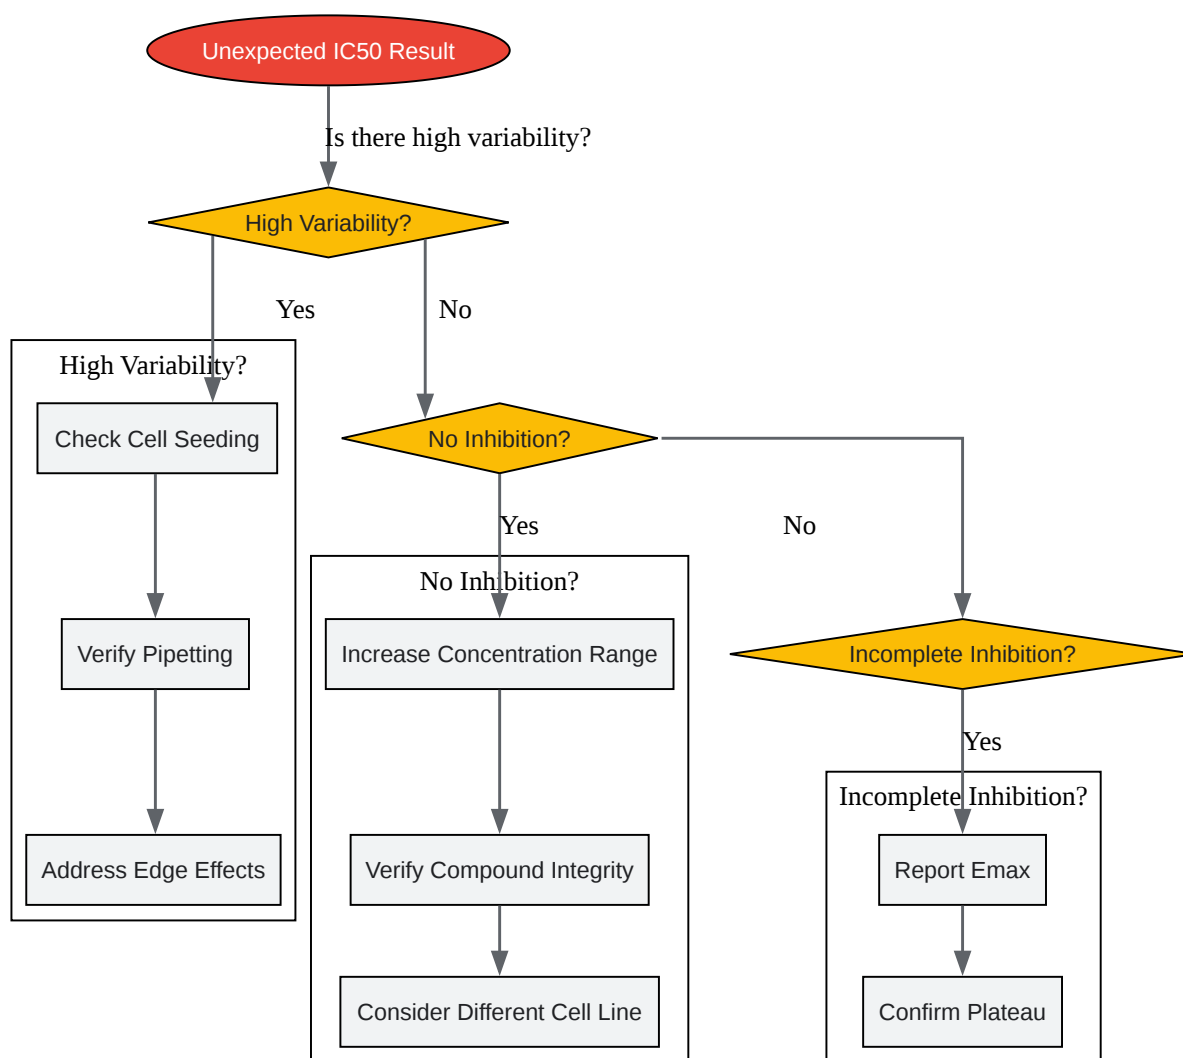 Unexpected IC50 Result
Is there high variability?
High Variability?
Yes
No
High Variability?
Check Cell Seeding
No Inhibition?
Yes
No
Verify Pipetting
No Inhibition?
Increase Concentration Range
Incomplete Inhibition?
Yes
Address Edge Effects
Verify Compound Integrity
Incomplete Inhibition?
Report Emax
Consider Different Cell Line
Confirm Plateau